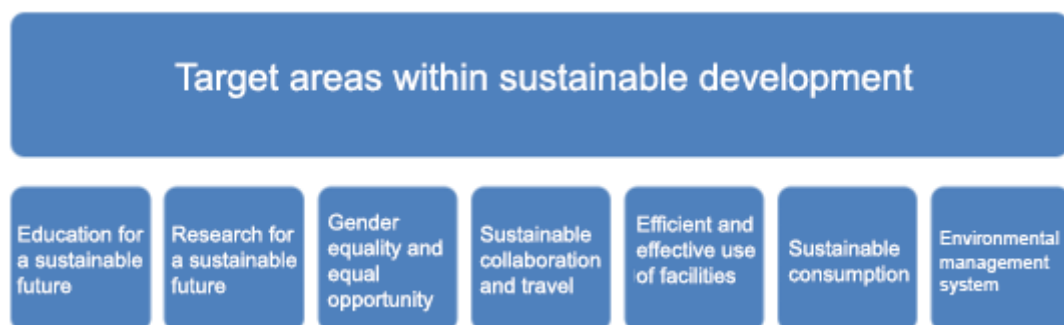 Target areas within sustainable development
Education for
a sustainable
future
Research for
a sustainable
future
Gender
equality and
equal
opportunity
Sustainable
collaboration
and travel
Efficient and
effective use
of facilities
Sustainable
consumption
Environmental
management
system